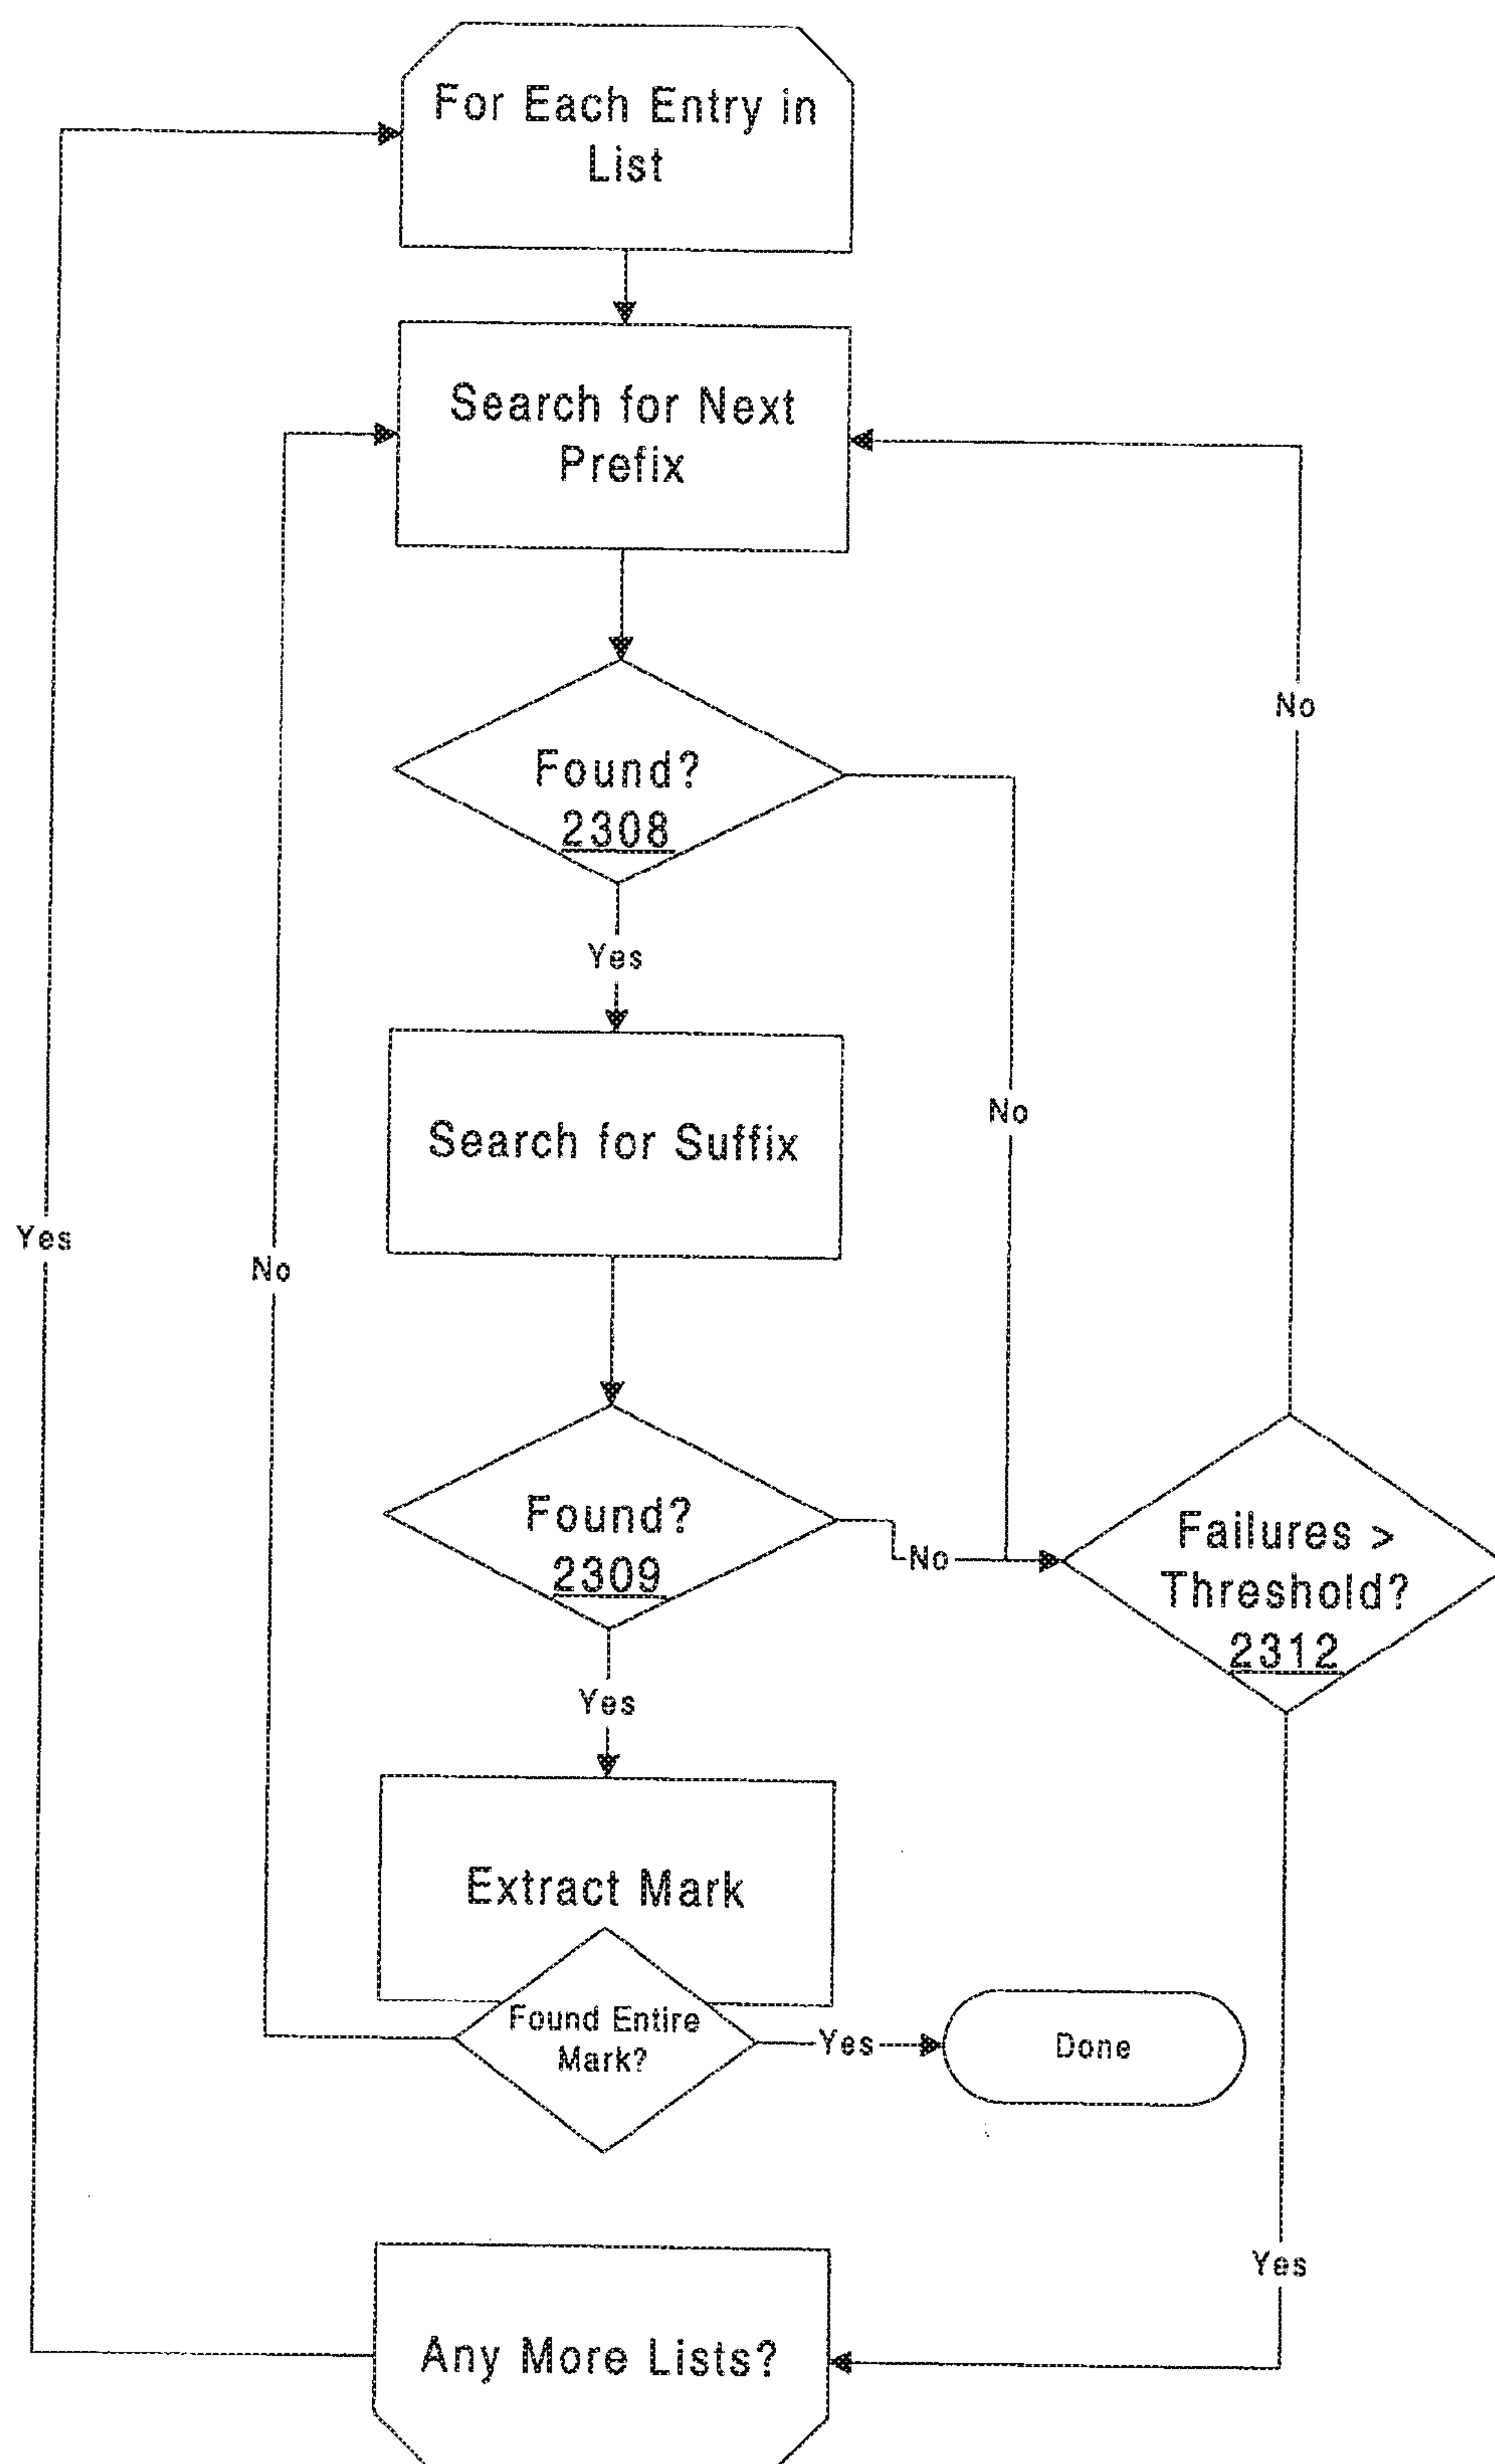 For Each Entry in
List
Search for Next
Prefix
No
Found?
2308
Yes
No
Search for Suffix
Yes
No
Found?
2309
No
Failures >
Threshold?
2312
Yes
Extract Mark
Found Entire
Mark?
Yes
Done
Yes
Any More Lists?